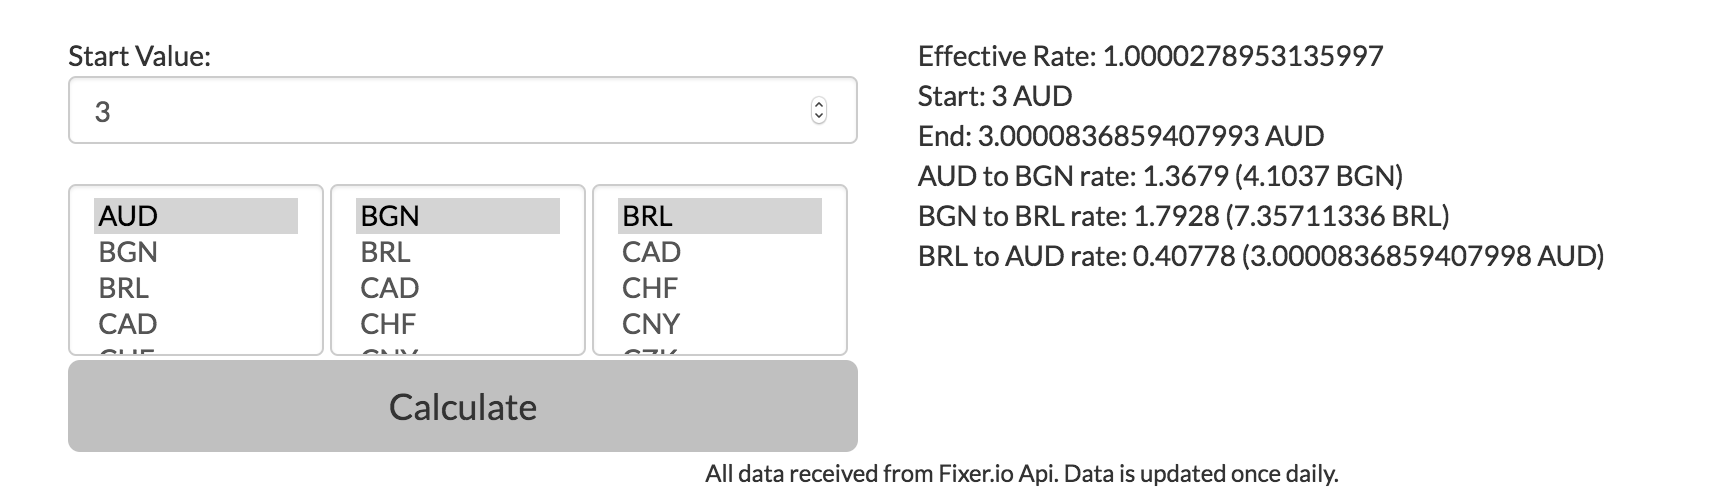 Start Value:
3
AUD
BGN
BRL
CAD
CHF
BGN
BRL
CAD
CHF
CNY
BRL
CAD
CHF
CNY
CZK
Calculate
Effective Rate: 1.0000278953135997
Start: 3 AUD
End: 3.0000836859407993 AUD
AUD to BGN rate: 1.3679 (4.1037 BGN)
BGN to BRL rate: 1.7928 (7.35711336 BRL)
BRL to AUD rate: 0.40778 (3.0000836859407998 AUD)
All data received from Fixer.io Api. Data is updated once daily.